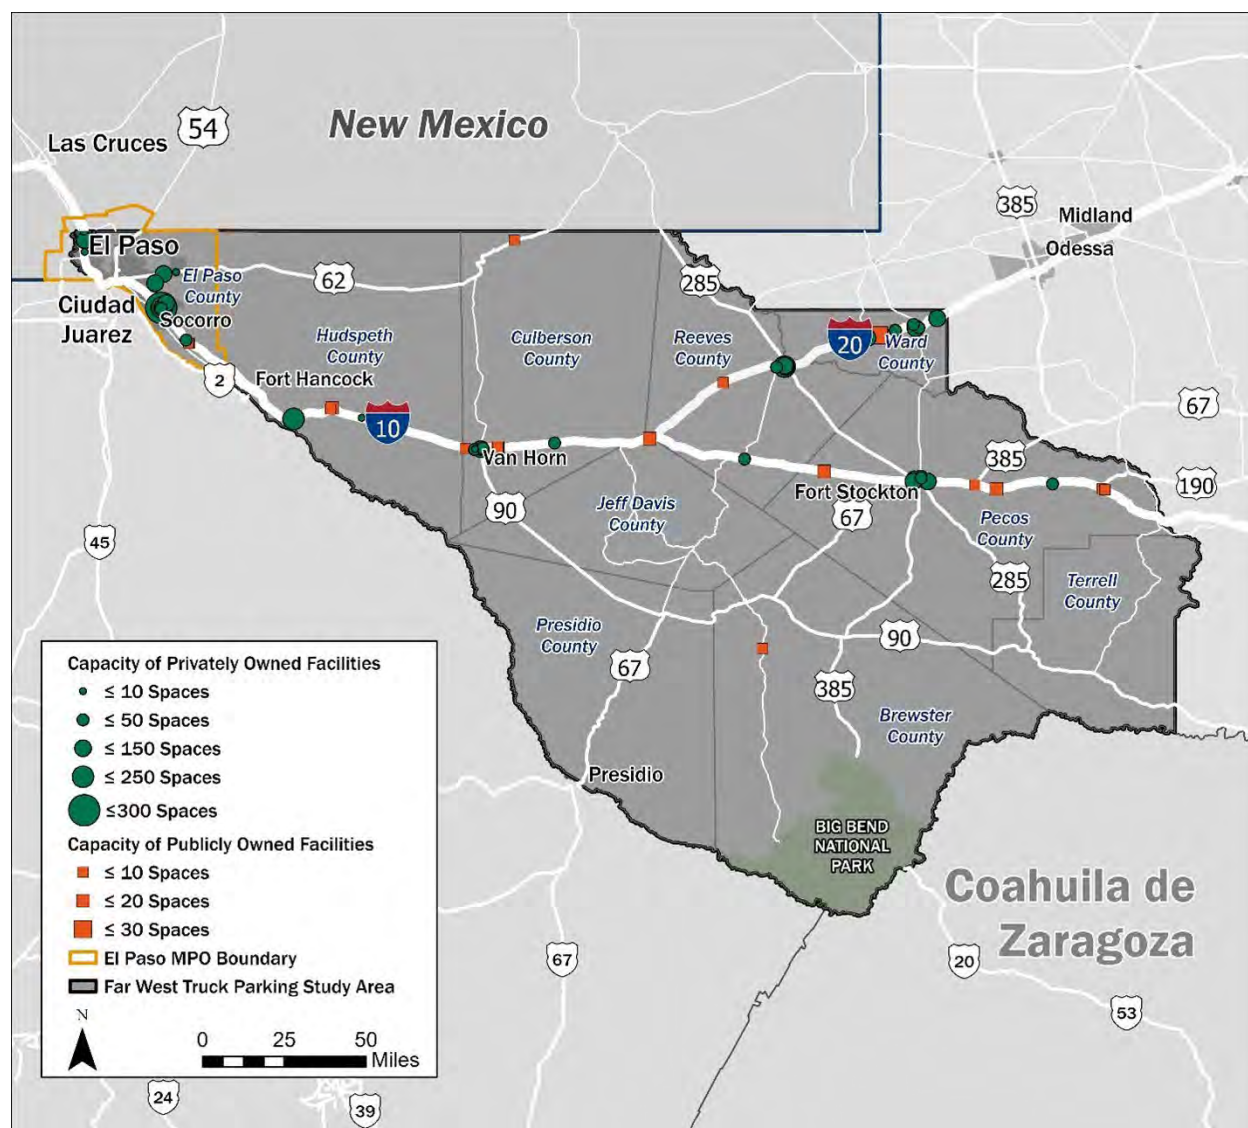 New Mexico
54
Las Cruces
385
Midland
Odessa
El Paso
62
285
El Paso
County
Ciudad
Juarez
Socorro
Hudspeth
County
Culberson
County
Reeves
County
20
Ward
County
2
Fort Hancock
67
10
Van Horn
385
190
Fort Stockton
90
Jeff Davis
County
67
Pecos
County
45
285
Terrell
County
Presidio
County
90
67
385
Brewster
County
Presidio
BIG BEND
NATIONAL
PARK
Coahuila de
Zaragoza
67
20
53
24
39
Capacity of Privately Owned Facilities
≤ 10 Spaces
≤ 50 Spaces
≤ 150 Spaces
≤ 250 Spaces
≤300 Spaces
Capacity of Publicly Owned Facilities
≤ 10 Spaces
≤ 20 Spaces
≤ 30 Spaces
El Paso MPO Boundary
Far West Truck Parking Study Area
N
0 25 50
Miles